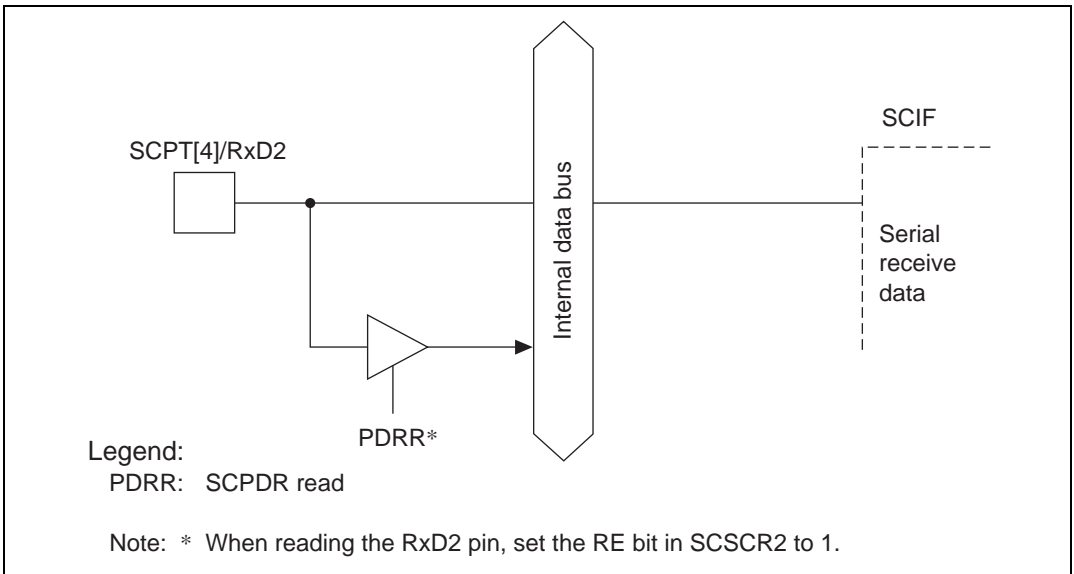 SCIF
SCPT[4]/RxD2
Internal data bus
Serial
receive
data
PDRR*
Legend:
PDRR: SCPDR read
Note: * When reading the RxD2 pin, set the RE bit in SCSCR2 to 1.